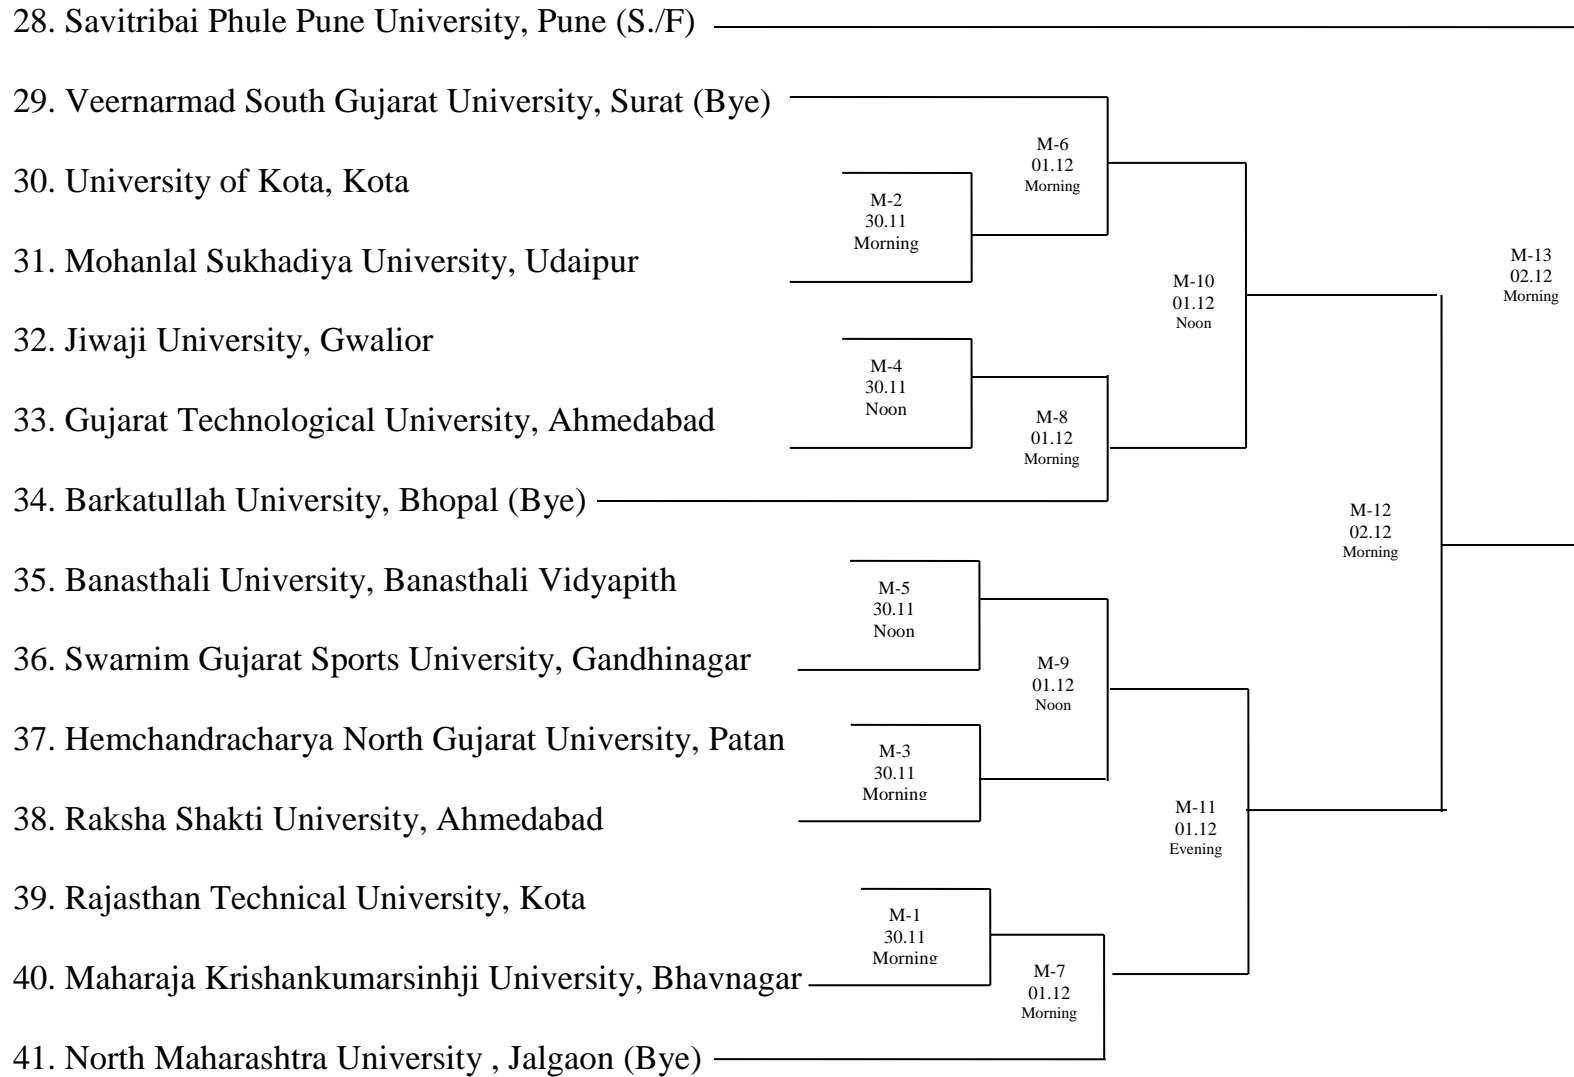 28. Savitribai Phule Pune University, Pune (S./F)
29. Veernarmad South Gujarat University, Surat (Bye)
M-6
01.12
Morning
30. University of Kota, Kota
M-2
30.11
Morning
31. Mohanlal Sukhadiya University, Udaipur
M-13
02.12
Morning
M-10
01.12
Noon
32. Jiwaji University, Gwalior
M-4
30.11
Noon
33. Gujarat Technological University, Ahmedabad
M-8
01.12
Morning
34. Barkatullah University, Bhopal (Bye)
M-12
02.12
Morning
35. Banasthali University, Banasthali Vidyapith
M-5
30.11
Noon
36. Swarnim Gujarat Sports University, Gandhinagar
M-9
01.12
Noon
37. Hemchandracharya North Gujarat University, Patan
M-3
30.11
Morning
38. Raksha Shakti University, Ahmedabad
M-11
01.12
Evening
39. Rajasthan Technical University, Kota
M-1
30.11
Morning
40. Maharaja Krishankumarsinhji University, Bhavnagar
M-7
01.12
Morning
41. North Maharashtra University , Jalgaon (Bye)